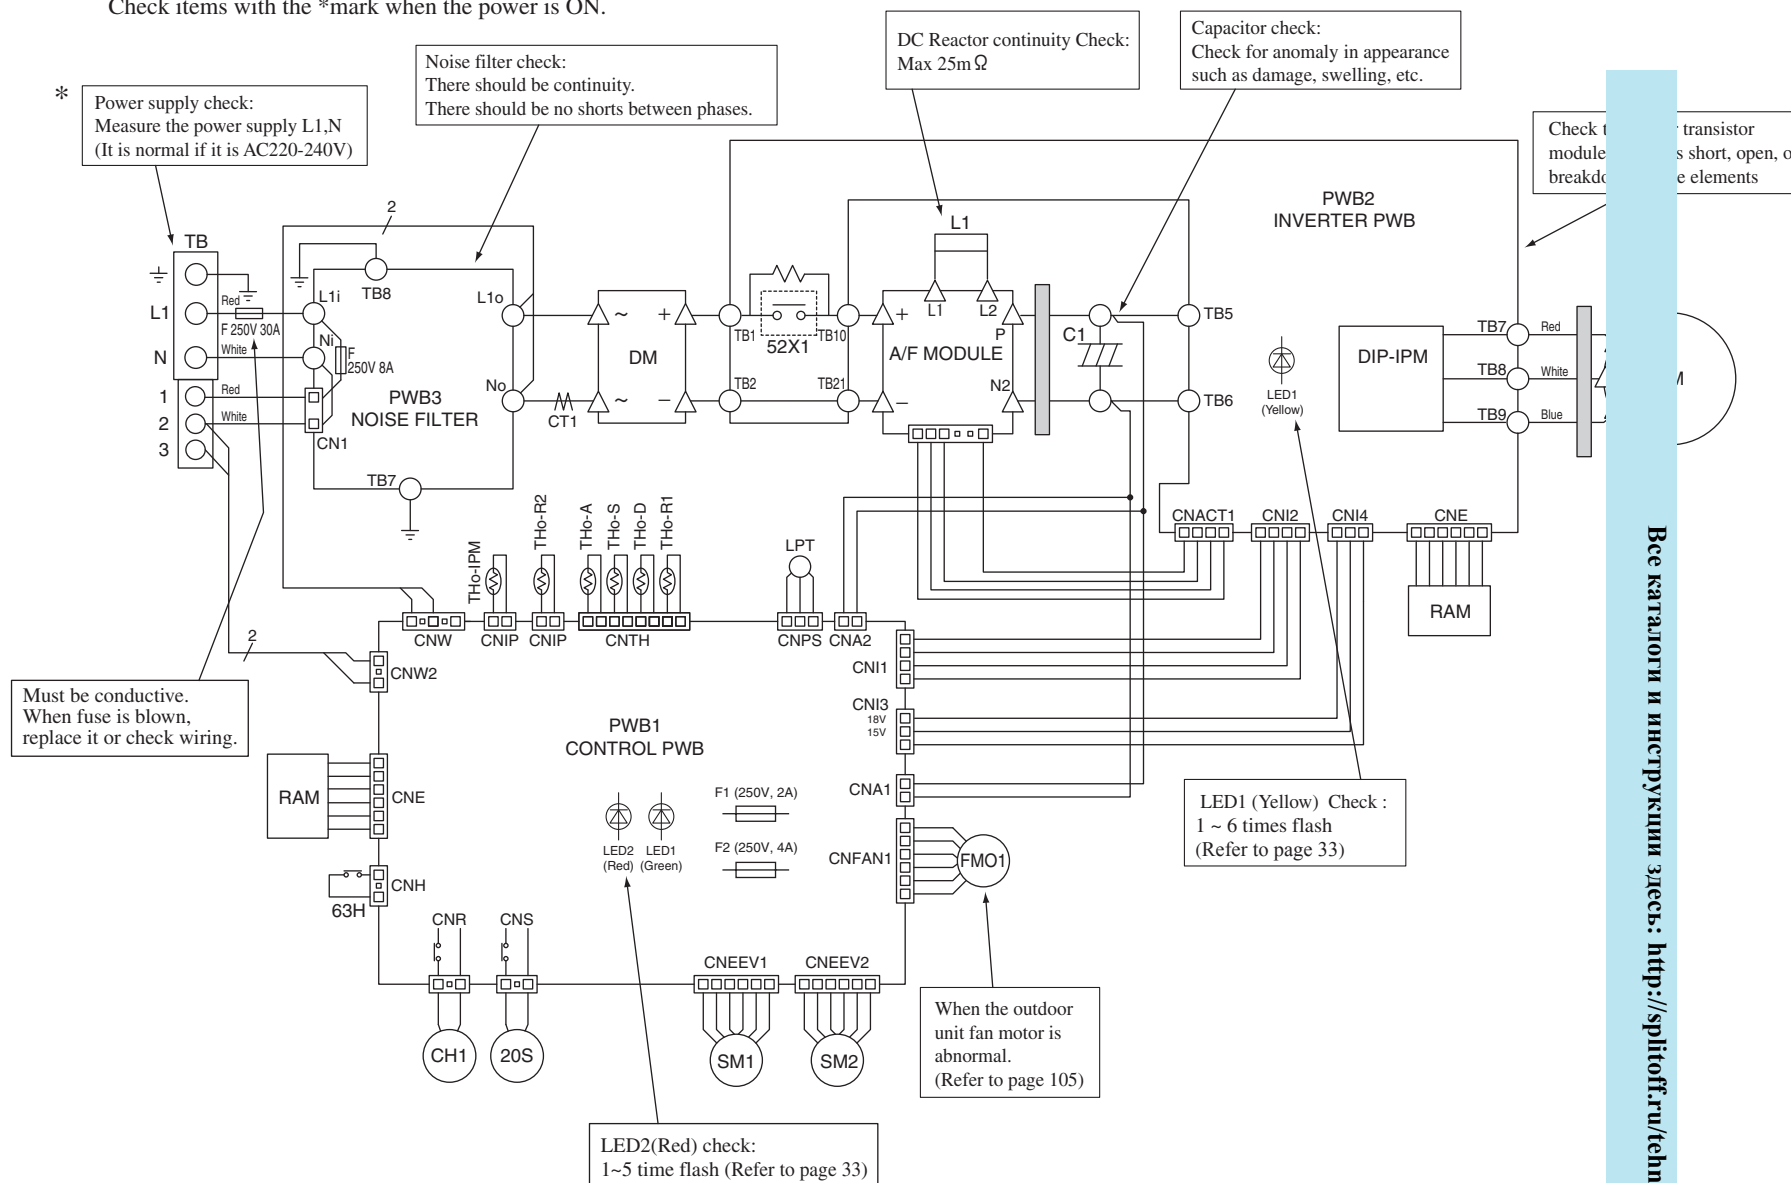 Check items with the *mark when the power is ON.
*
Power supply check:
Measure the power supply L1,N
(It is normal if it is AC220-240V)
Noise filter check:
There should be continuity.
There should be no shorts between phases.
DC Reactor continuity Check:
Max 25mΩ
Capacitor check:
Check for anomaly in appearance
such as damage, swelling, etc.
Check transistor
module short, open,
elements
PWB2
INVERTER PWB
2
TB
L1
N
1
2
3
Red
F 250V 30A
White
Red
White
L1i
Ni
TB8
F
250V 8A
L1o
No
PWB3
NOISE FILTER
CN1
TB7
CT1
~ +
DM
~ −
TB1
52X1
TB10
TB2
TB21
L1
L1
L2
+
P
A/F MODULE
N2
−
C1
TB5
TB6
LED1
(Yellow)
DIP-IPM
TB7
Red
TB8
White
TB9
Blue
M
THo-IPM
THo-R2
THo-A
THo-S
THo-D
THo-R1
LPT
CNACT1
CNI2
CNI4
CNE
RAM
CNW
CNIP
CNIP
CNTH
CNPS
CNA2
2
CNW2
CNI1
CNI3
18V
15V
CNA1
CNFAN1
FMO1
Must be conductive.
When fuse is blown,
replace it or check wiring.
PWB1
CONTROL PWB
RAM
CNE
F1 (250V, 2A)
F2 (250V, 4A)
LED2
(Red)
LED1
(Green)
CNH
63H
CNR
CNS
CNEEV1
CNEEV2
CH1
20S
SM1
SM2
LED1 (Yellow) Check :
1 ~ 6 times flash
(Refer to page 33)
When the outdoor
unit fan motor is
abnormal.
(Refer to page 105)
LED2(Red) check:
1~5 time flash (Refer to page 33)
Все каталоги и инструкции здесь: http://splitoff.ru/tehn